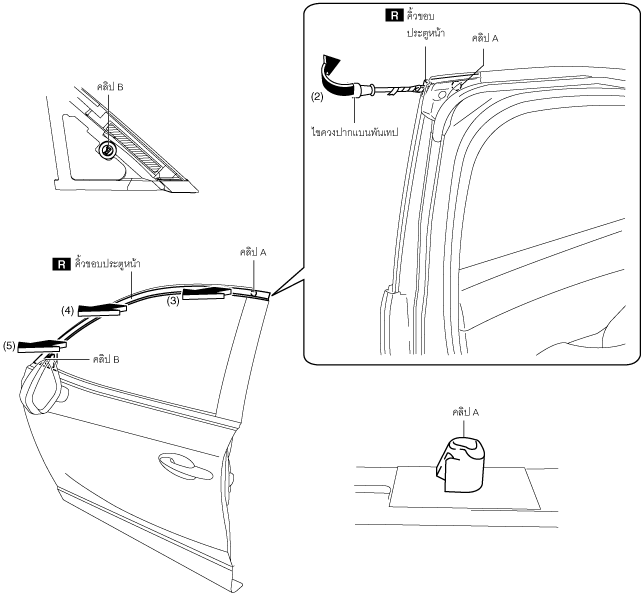 R คิ้วขอบ
ประตูหน้า
คลิป A
(2)
ไขควงปากแบนพันเทป
คลิป B
R คิ้วขอบประตูหน้า
คลิป A
(3)
(4)
(5)
คลิป B
คลิป A